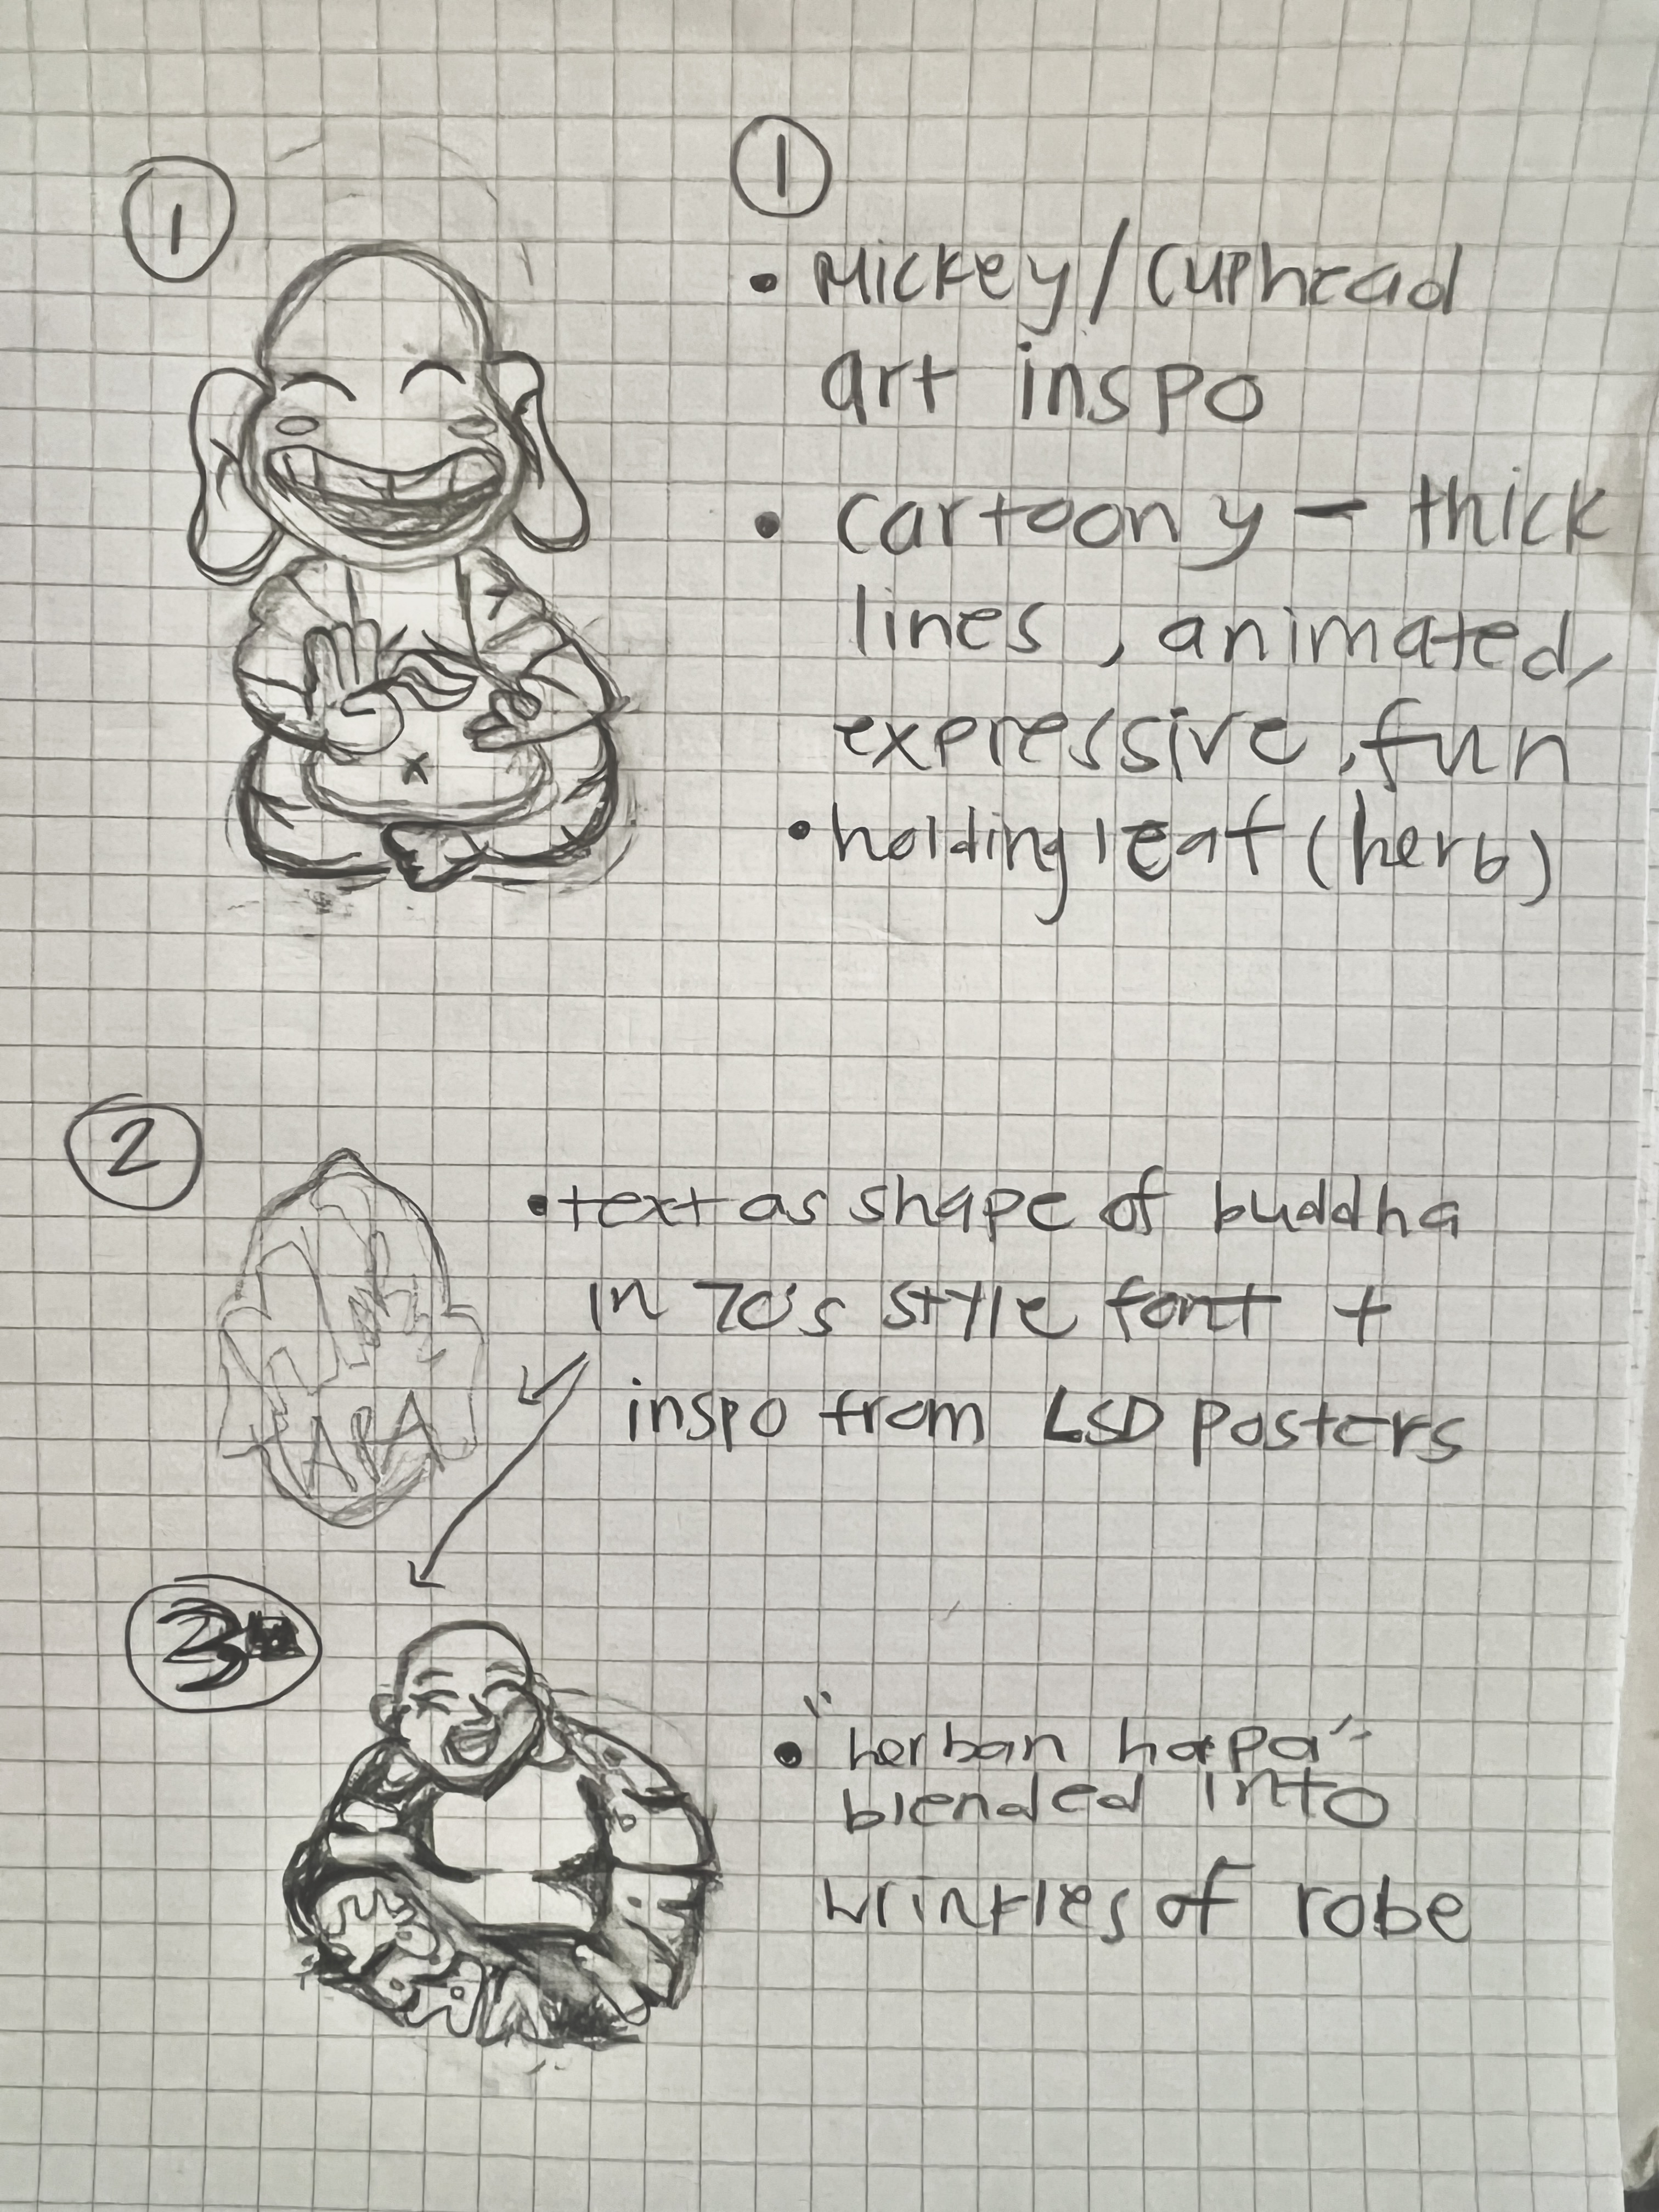 1
1
• Mickey/Cuphead
art inspo
• cartoony - thick
lines, animated,
expressive, fun
• holding leaf (herb)
2
• text as shape of buddha
in 70's style font +
inspo from LSD posters
HAPA
3
• "herban hapa"
blended into
wrinkles of robe